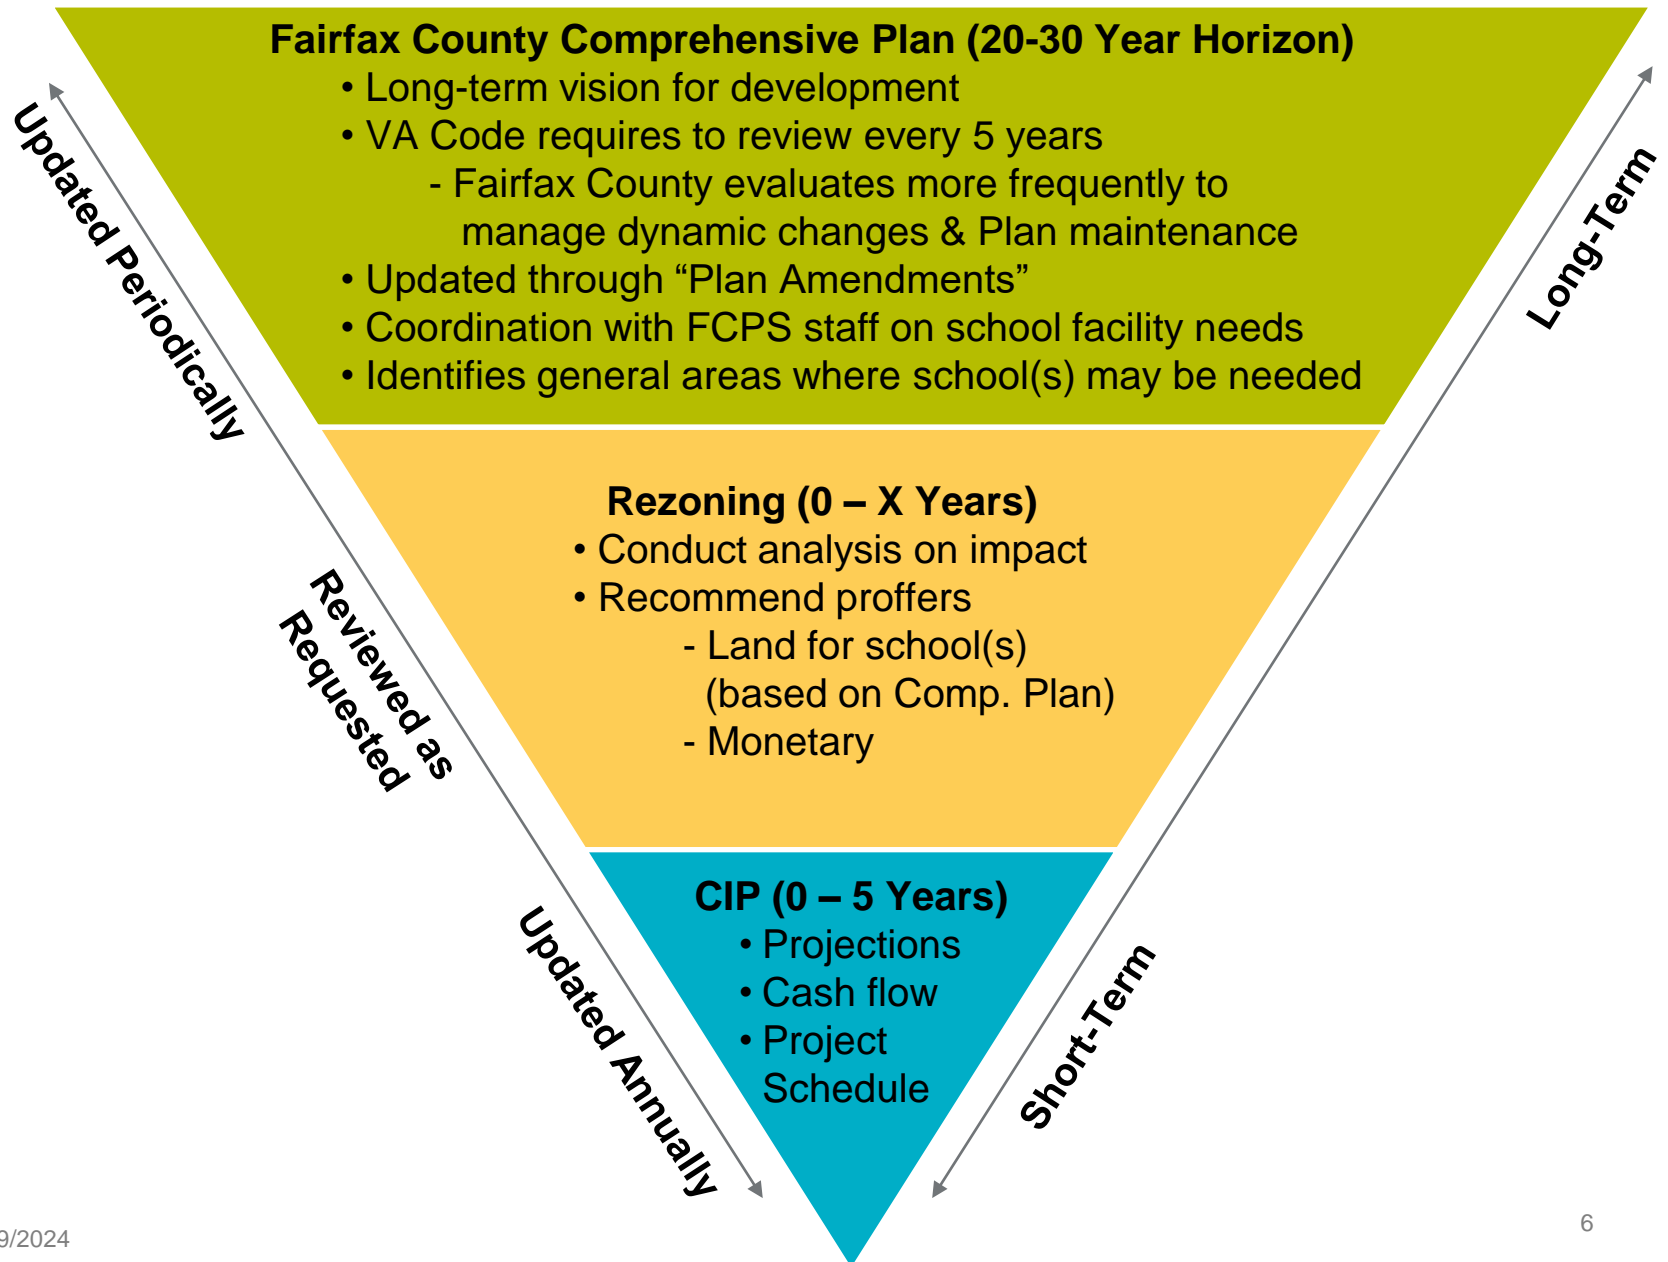 Fairfax County Comprehensive Plan (20-30 Year Horizon)
• Long-term vision for development
• VA Code requires to review every 5 years
- Fairfax County evaluates more frequently to
manage dynamic changes & Plan maintenance
• Updated through “Plan Amendments”
• Coordination with FCPS staff on school facility needs
• Identifies general areas where school(s) may be needed
Updated Periodically
Long-Term
Rezoning (0 – X Years)
• Conduct analysis on impact
• Recommend proffers
- Land for school(s)
(based on Comp. Plan)
- Monetary
Reviewed as
Requested
CIP (0 – 5 Years)
• Projections
• Cash flow
• Project
Schedule
Updated Annually
Short-Term
9/2024
6